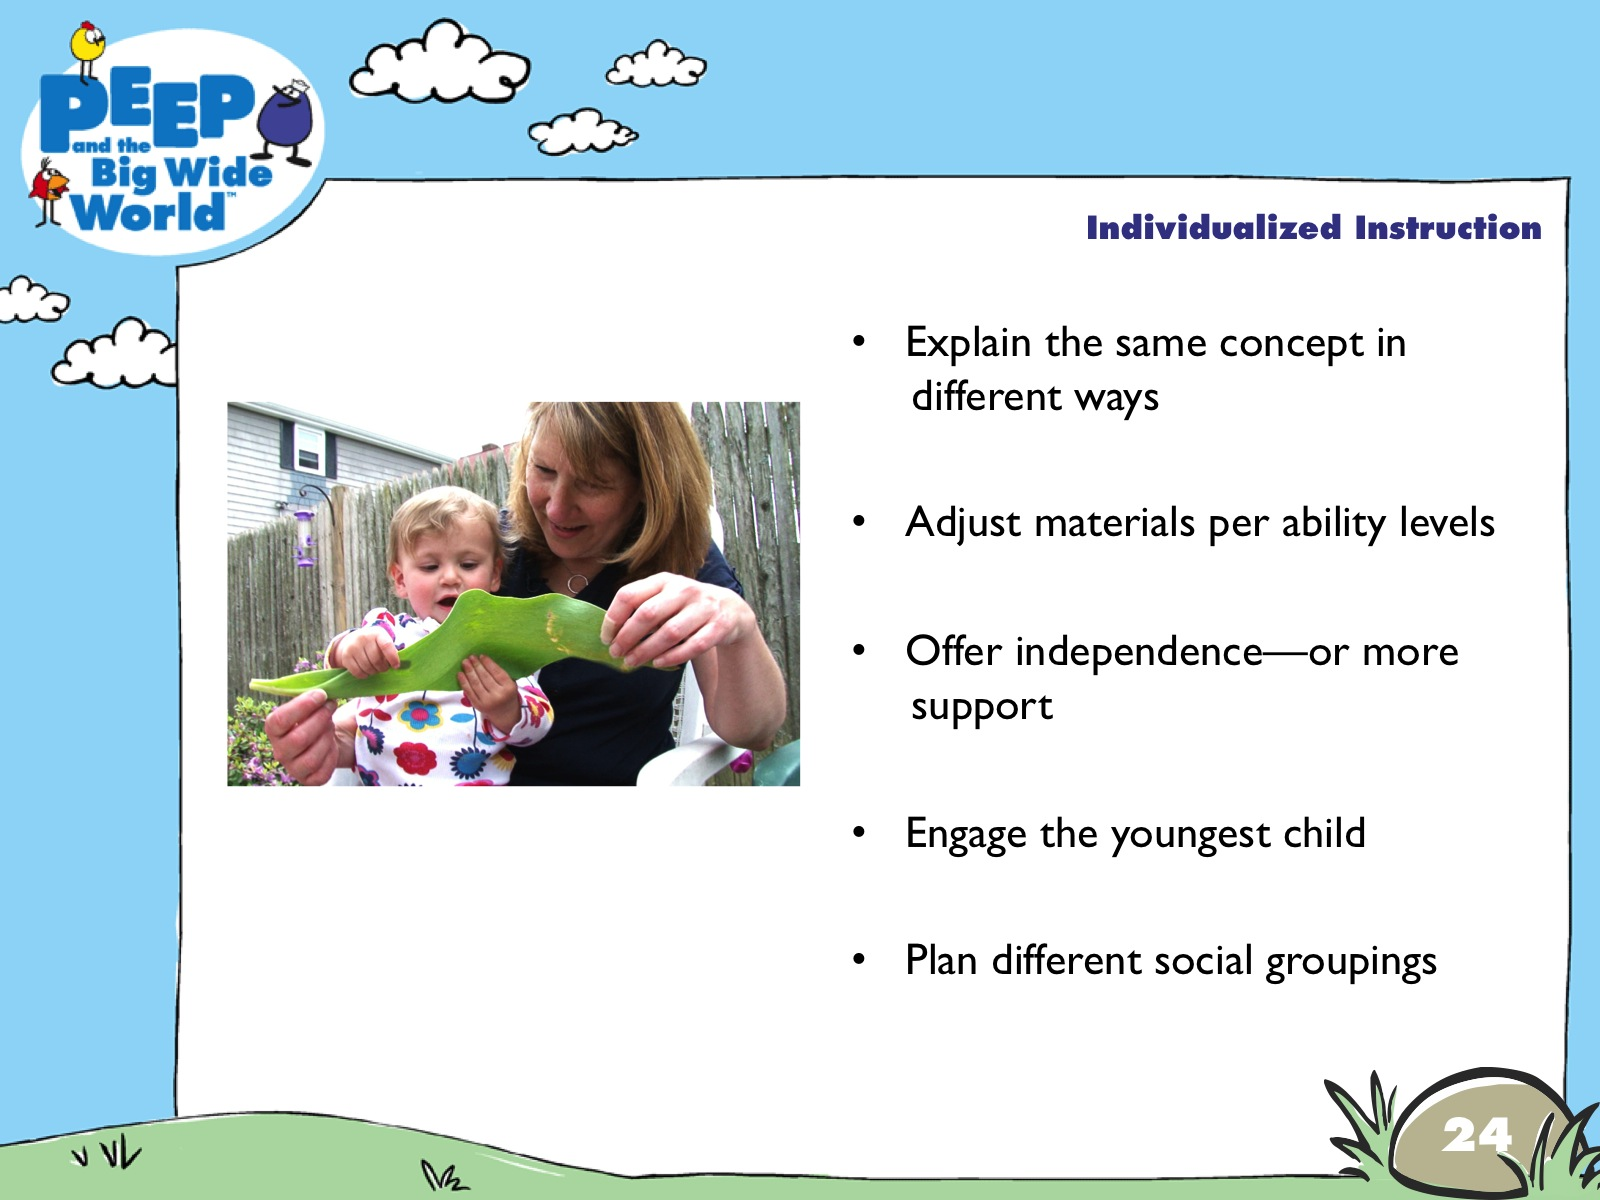 PEEP
and the
Big Wide
World™
Individualized Instruction
• Explain the same concept in
different ways
• Adjust materials per ability levels
• Offer independence—or more
support
• Engage the youngest child
• Plan different social groupings
24